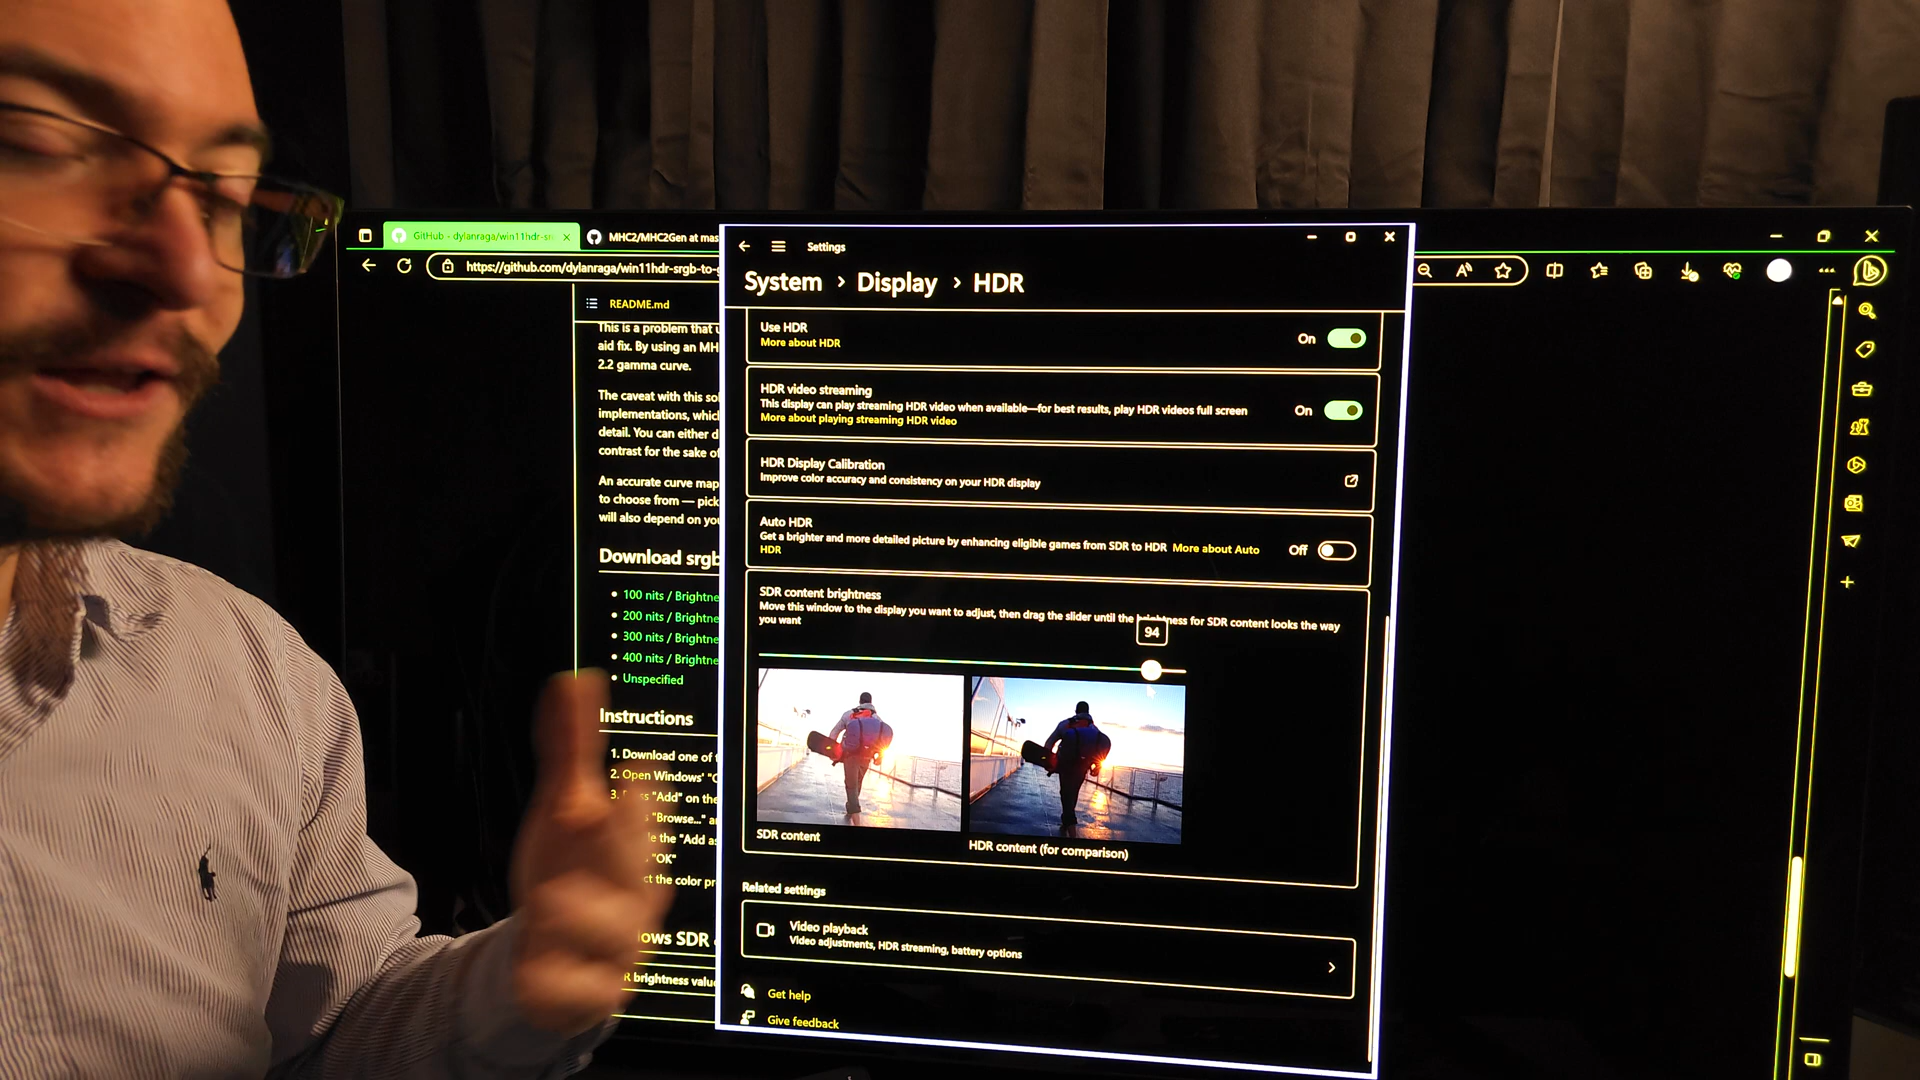 GitHub - dylanraga/win11hdr-sr
MHC2/MHC2Gen at mas
https://github.com/dylanraga/win11hdr-srgb-to-g
README.md
This is a problem that u
aid fix. By using an MH
2.2 gamma curve.
The caveat with this so
implementations, whic
detail. You can either d
contrast for the sake of
An accurate curve map
to choose from — pick
will also depend on you
Download srgb
100 nits / Brightne
200 nits / Brightne
300 nits / Brightne
400 nits / Brightne
Unspecified
Instructions
1. Download one of t
2. Open Windows' "C
3. "Add" on the
"Browse..." a
the "Add as
"OK"
the color pr
ows SDR
R brightness valu
Settings
System > Display > HDR
Use HDR
More about HDR
On
HDR video streaming
This display can play streaming HDR video when available—for best results, play HDR videos full screen
More about playing streaming HDR video
On
HDR Display Calibration
Improve color accuracy and consistency on your HDR display
Auto HDR
Get a brighter and more detailed picture by enhancing eligible games from SDR to HDR More about Auto
HDR
Off
SDR content brightness
Move this window to the display you want to adjust, then drag the slider until the brightness for SDR content looks the way
you want
94
SDR content
HDR content (for comparison)
Related settings
Video playback
Video adjustments, HDR streaming, battery options
Get help
Give feedback